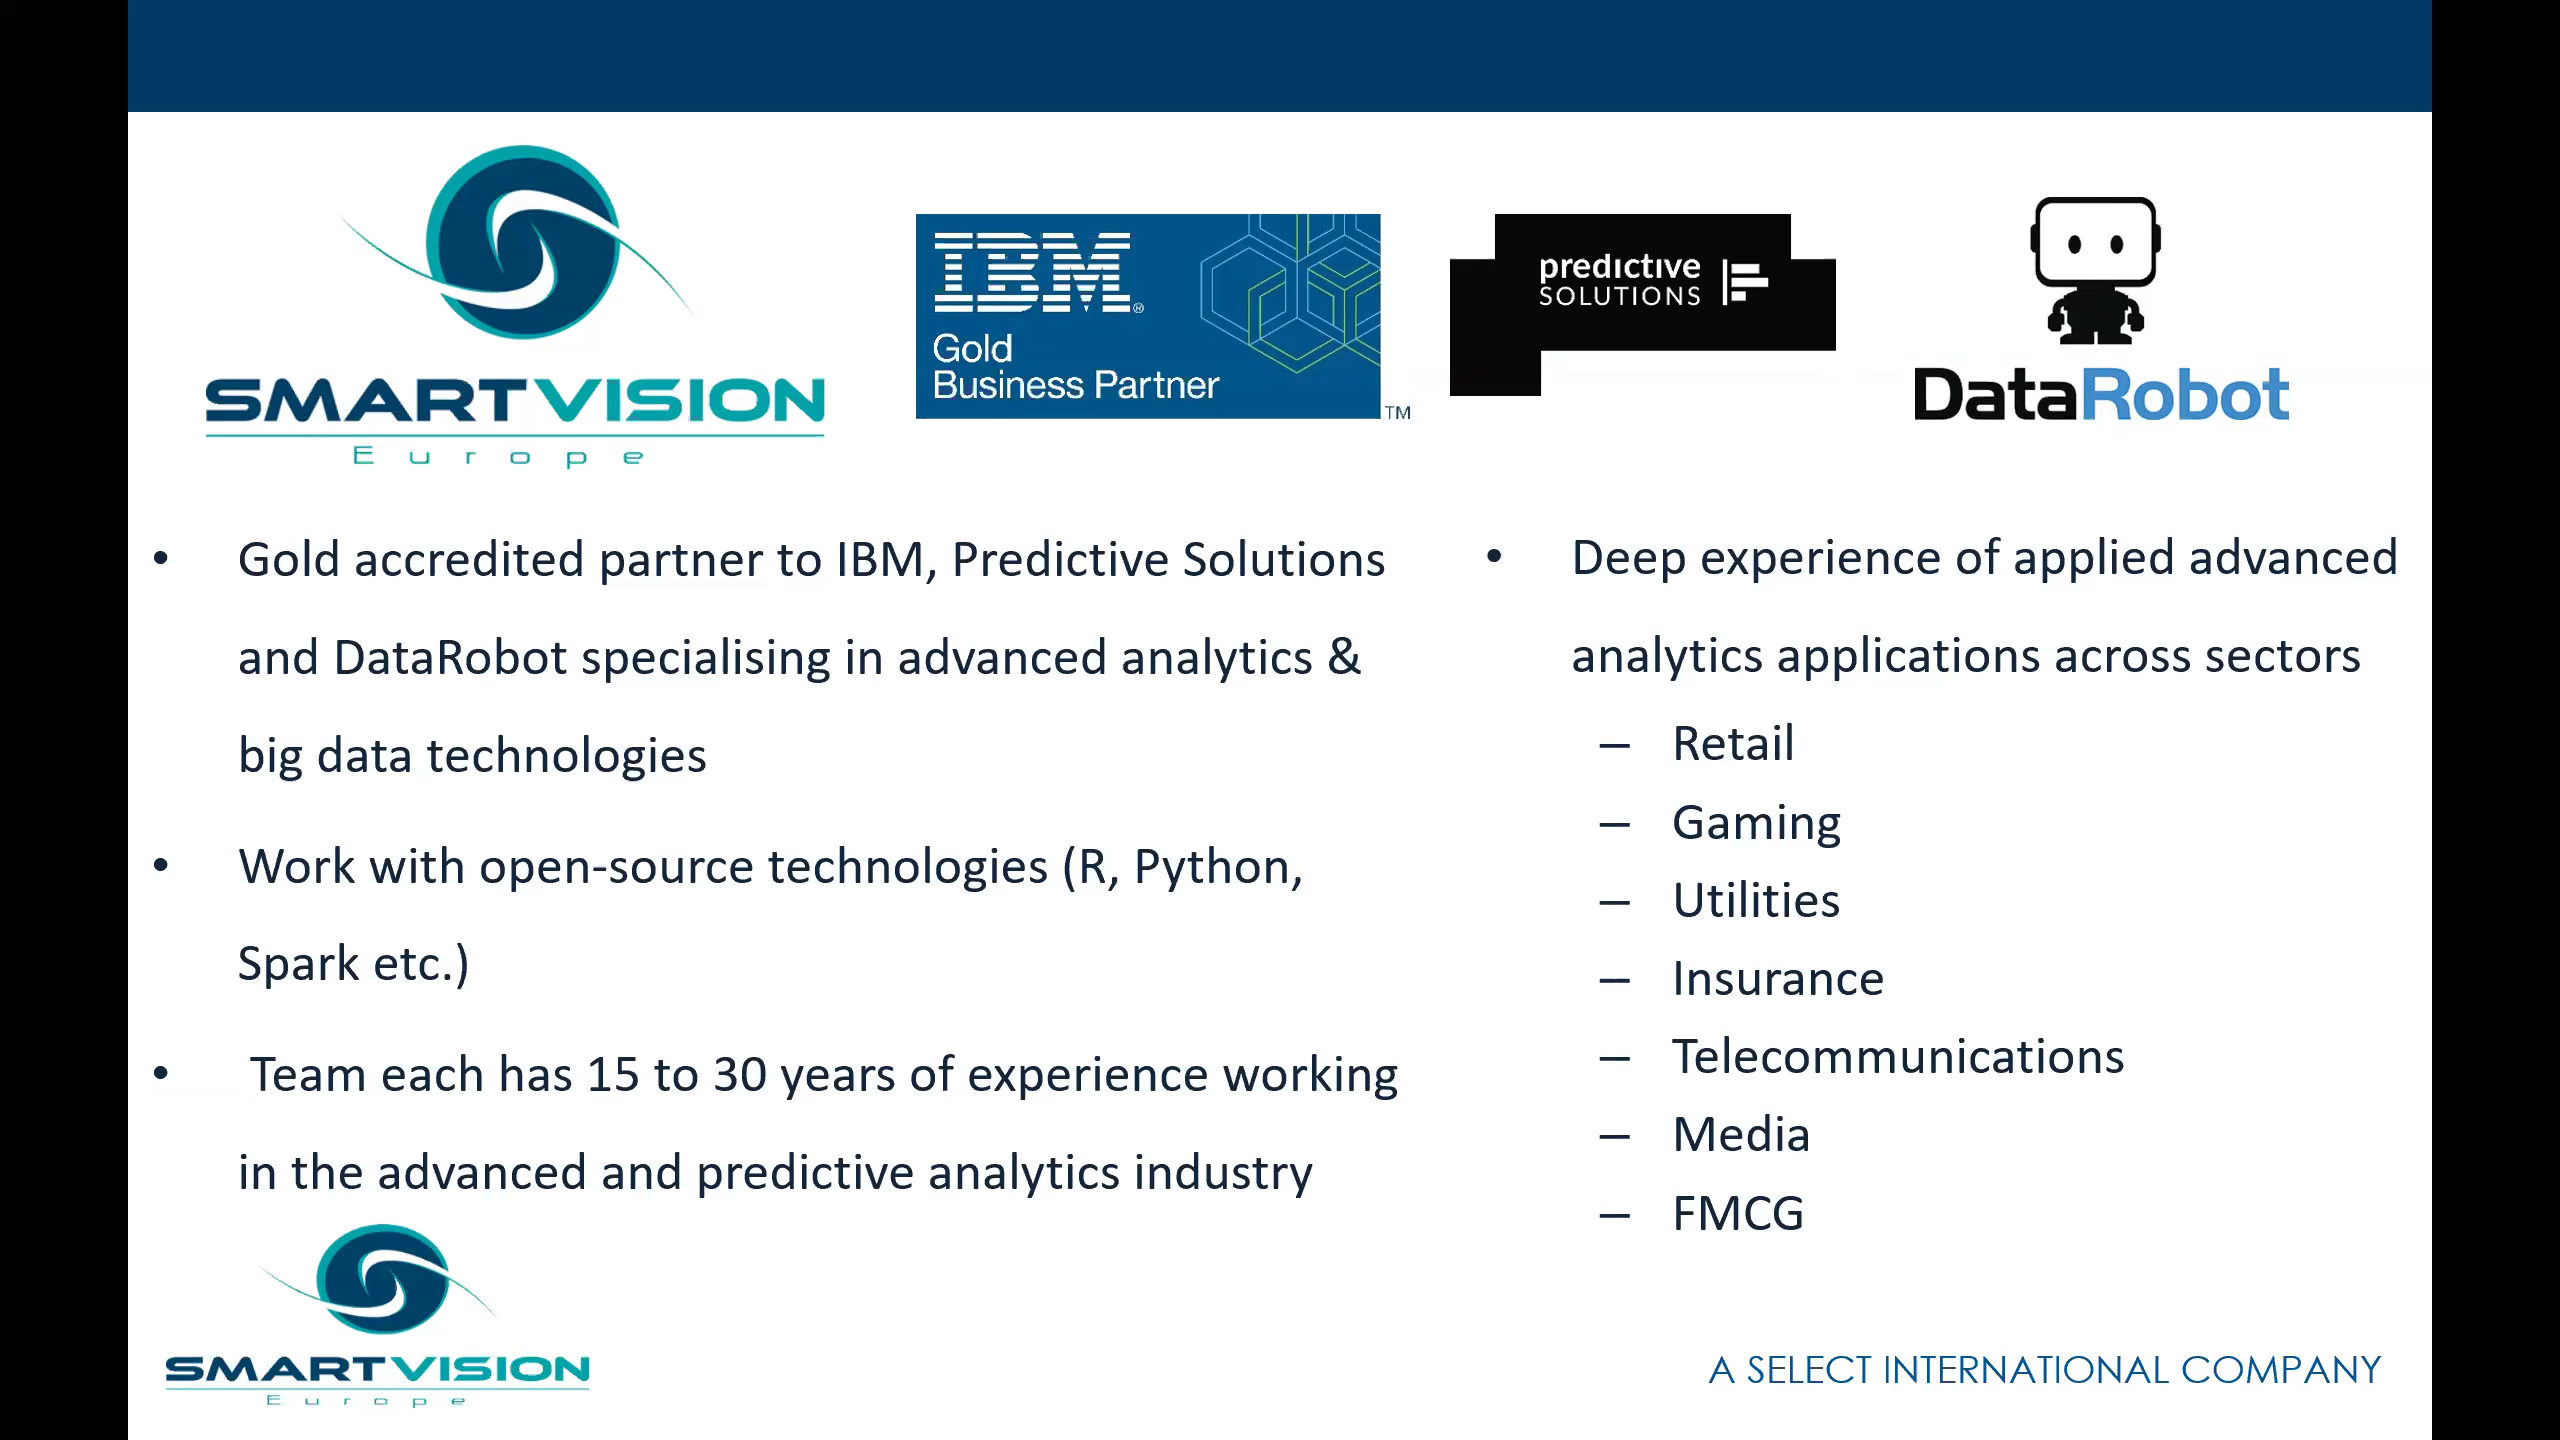 SMARTVISION
Europe
IBM®
Gold
Business Partner
TM
predictive
SOLUTIONS
DataRobot
• Gold accredited partner to IBM, Predictive Solutions
and DataRobot specialising in advanced analytics &
big data technologies
• Work with open-source technologies (R, Python,
Spark etc.)
• Team each has 15 to 30 years of experience working
in the advanced and predictive analytics industry
• Deep experience of applied advanced
analytics applications across sectors
– Retail
– Gaming
– Utilities
– Insurance
– Telecommunications
– Media
– FMCG
SMARTVISION
Europe
A SELECT INTERNATIONAL COMPANY